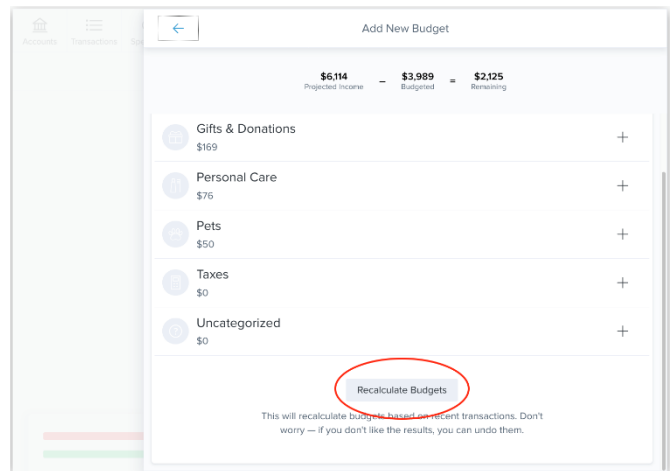 Add New Budget
Accounts Transactions
$6,114 – $3,989 = $2,125
Projected Income Budgeted Remaining
Gifts & Donations
$169
Personal Care
$76
Pets
$50
Taxes
$0
Uncategorized
$0
Recalculate Budgets
This will recalculate budgets based on recent transactions. Don't
worry — if you don't like the results, you can undo them.